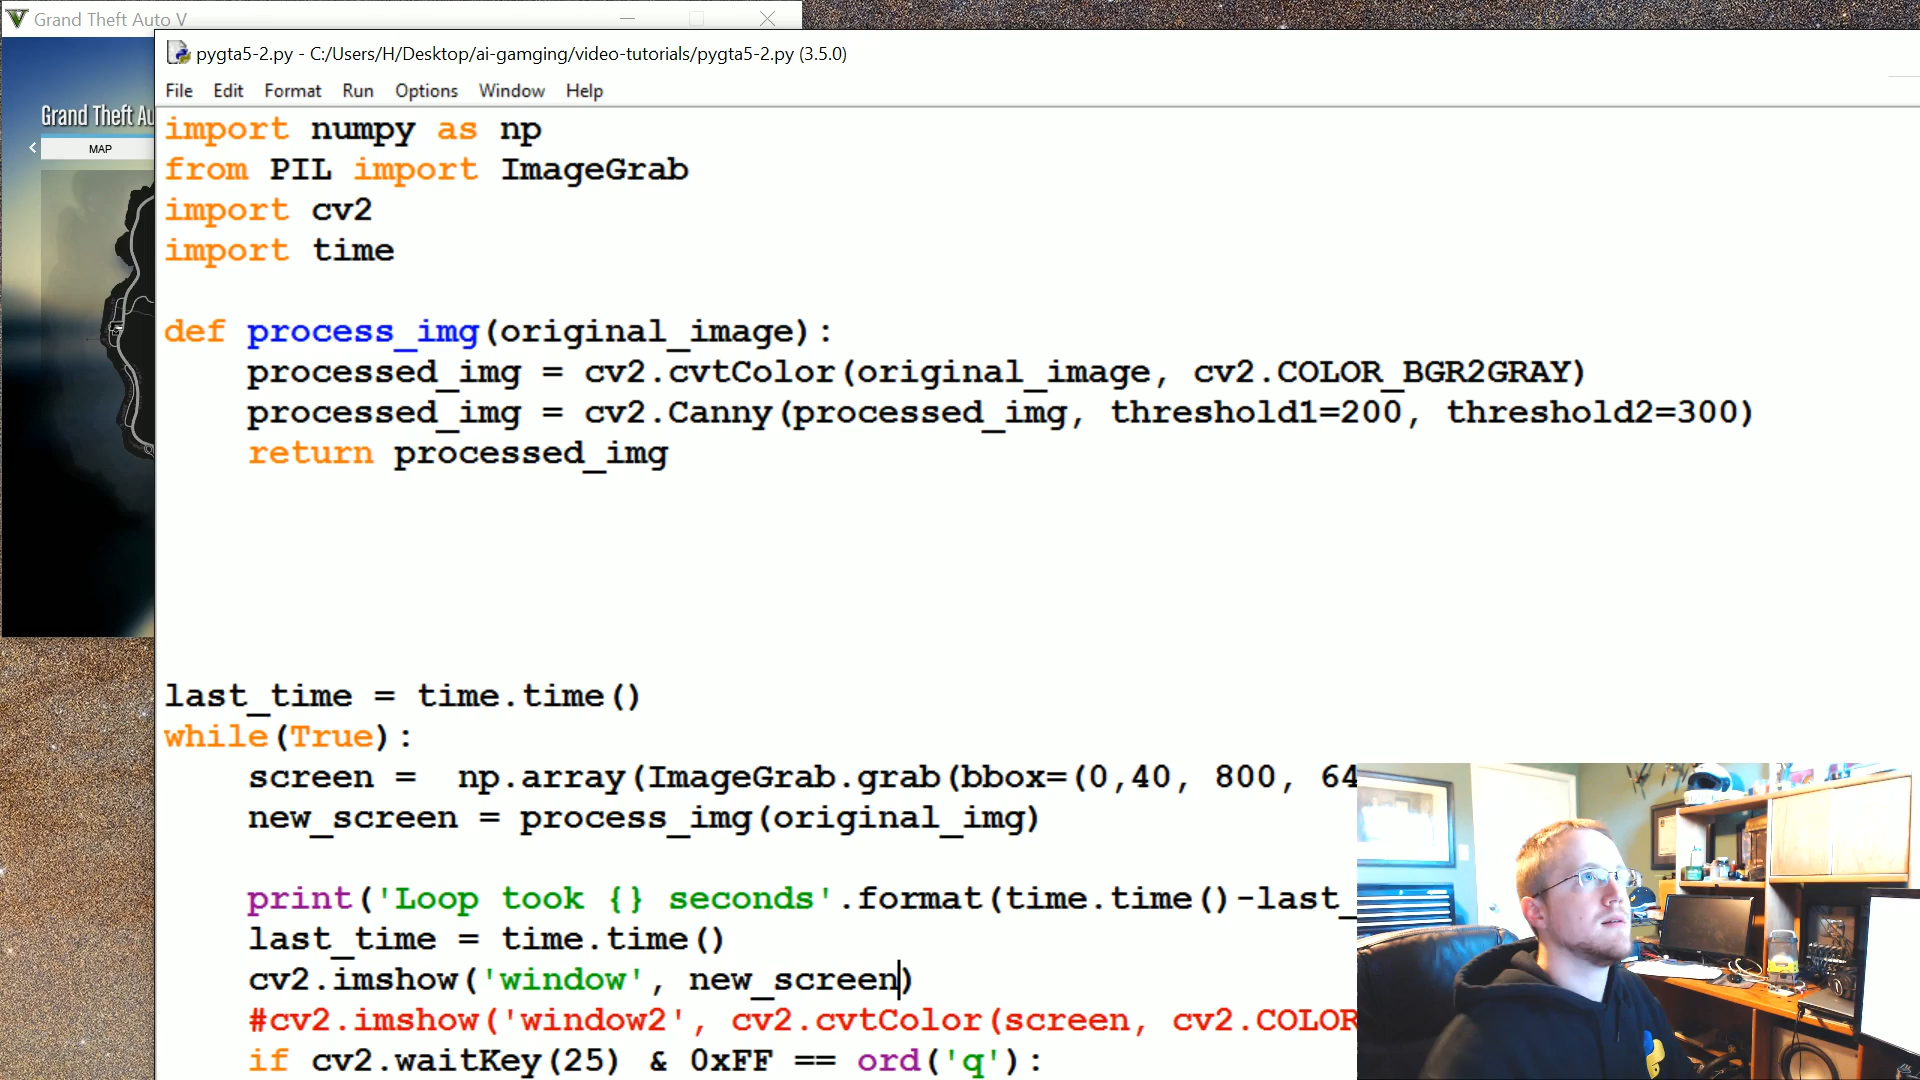 Grand Theft Auto V
pygta5-2.py - C:/Users/H/Desktop/ai-gamging/video-tutorials/pygta5-2.py (3.5.0)
File Edit Format Run Options Window Help
Grand Theft Au
MAP
import numpy as np
from PIL import ImageGrab
import cv2
import time
def process_img(original_image):
    processed_img = cv2.cvtColor(original_image, cv2.COLOR_BGR2GRAY)
    processed_img = cv2.Canny(processed_img, threshold1=200, threshold2=300)
    return processed_img
last_time = time.time()
while(True):
    screen =  np.array(ImageGrab.grab(bbox=(0,40, 800, 64
    new_screen = process_img(original_img)
    print('Loop took {} seconds'.format(time.time()-last_
    last_time = time.time()
    cv2.imshow('window', new_screen)
    #cv2.imshow('window2', cv2.cvtColor(screen, cv2.COLOR
    if cv2.waitKey(25) & 0xFF == ord('q'):